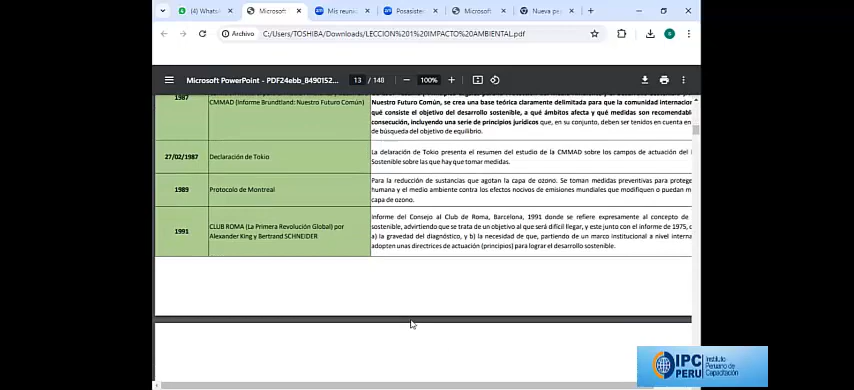 (4) WhatsA
Microsoft
Mis reuni
Posasiste
Microsoft
Nueva pe
Archivo
C:/Users/TOSHIBA/Downloads/LECCION%201%20IMPACTO%20AMBIENTAL.pdf
Microsoft PowerPoint - PDF24ebb_8490152...
13 / 148
100%
1987
CMMAD (Informe Brundtland: Nuestro Futuro Común)
Nuestro Futuro Común, se crea una base teórica claramente delimitada para que la comunidad internacion
qué consiste el objetivo del desarrollo sostenible, a qué ámbitos afecta y qué medidas son recomendabl
consecución, incluyendo una serie de principios jurídicos que, en su conjunto, deben ser tenidos en cuenta en
de búsqueda del objetivo de equilibrio.
27/02/1987
Declaración de Tokio
La delaración de Tokio presenta el resumen del estudio de la CMMAD sobre los campos de actuación del
Sostenible sobre las que hay que tomar medidas.
1989
Protocolo de Montreal
Para la reducción de sustancias que agotan la capa de ozono. Se toman medidas preventivas para protege
humana y el medio ambiente contra los efectos nocivos de emisiones mundiales que modifiquen o puedan m
capa de ozono.
1991
CLUB ROMA (La Primera Revolución Global) por
Alexander King y Bertrand SCHNEIDER
Informe del Consejo al Club de Roma, Barcelona, 1991 donde se refiere expresamente al concepto de
sostenible, advirtiendo que se trata de un objetivo al que será difícil llegar, y este junto con el informe de 1975,
a) la gravedad del diagnóstico, y b) la necesidad de que, partiendo de un marco institucional a nivel interna
adopten unas directrices de actuación (principios) para lograr el desarrollo sostenible.
IPC
PERU
Instituto
Peruano de
Capacitación